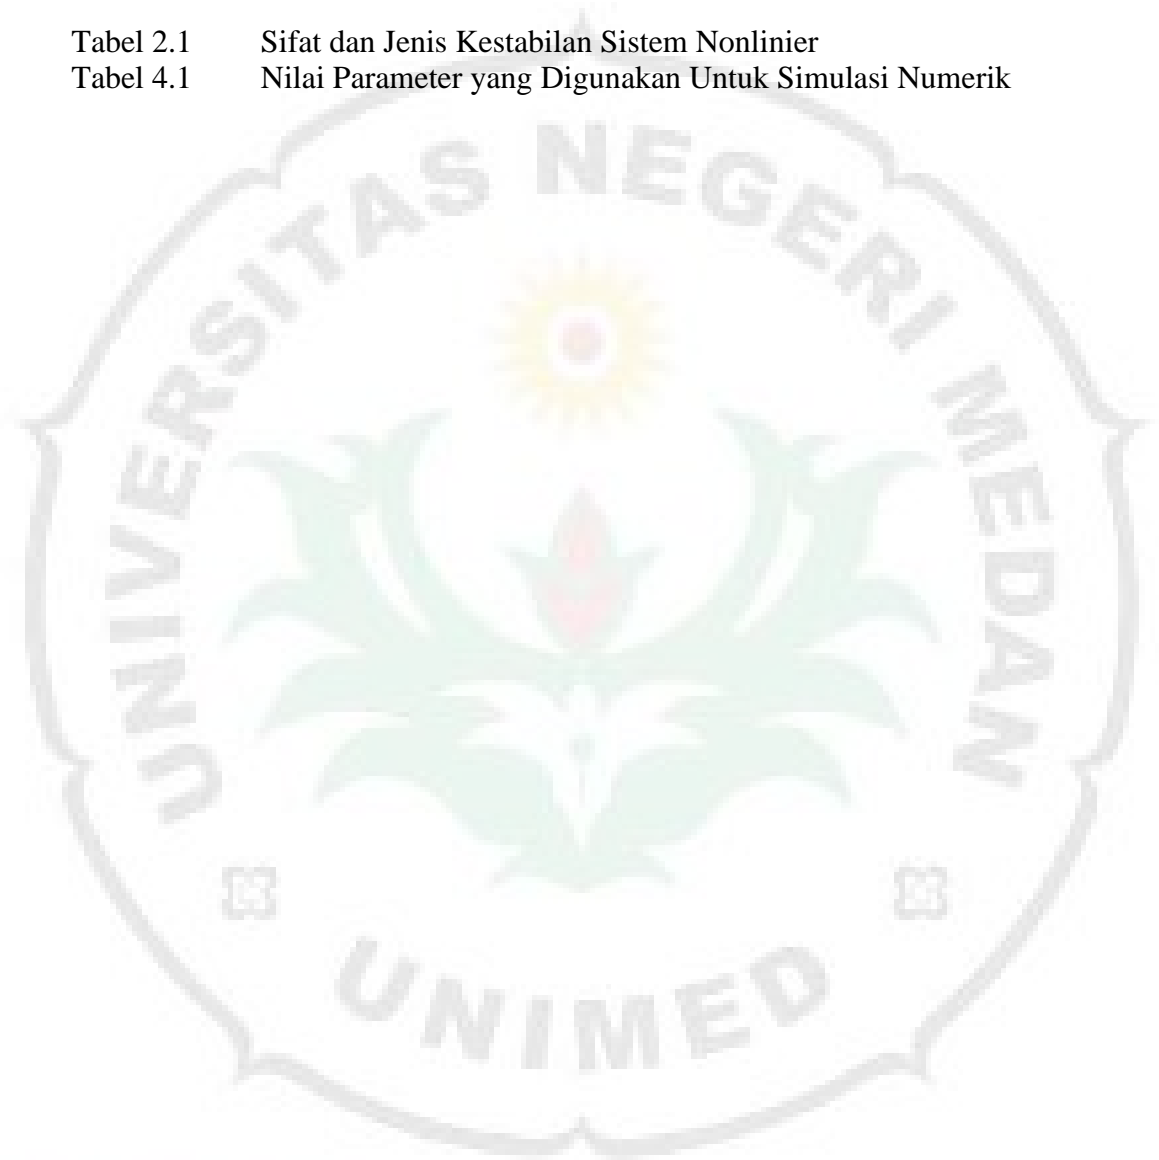 Tabel 2.1 Sifat dan Jenis Kestabilan Sistem Nonlinier
Tabel 4.1 Nilai Parameter yang Digunakan Untuk Simulasi Numerik
UNIVERSITAS NEGERI MEDAN
UNIMED